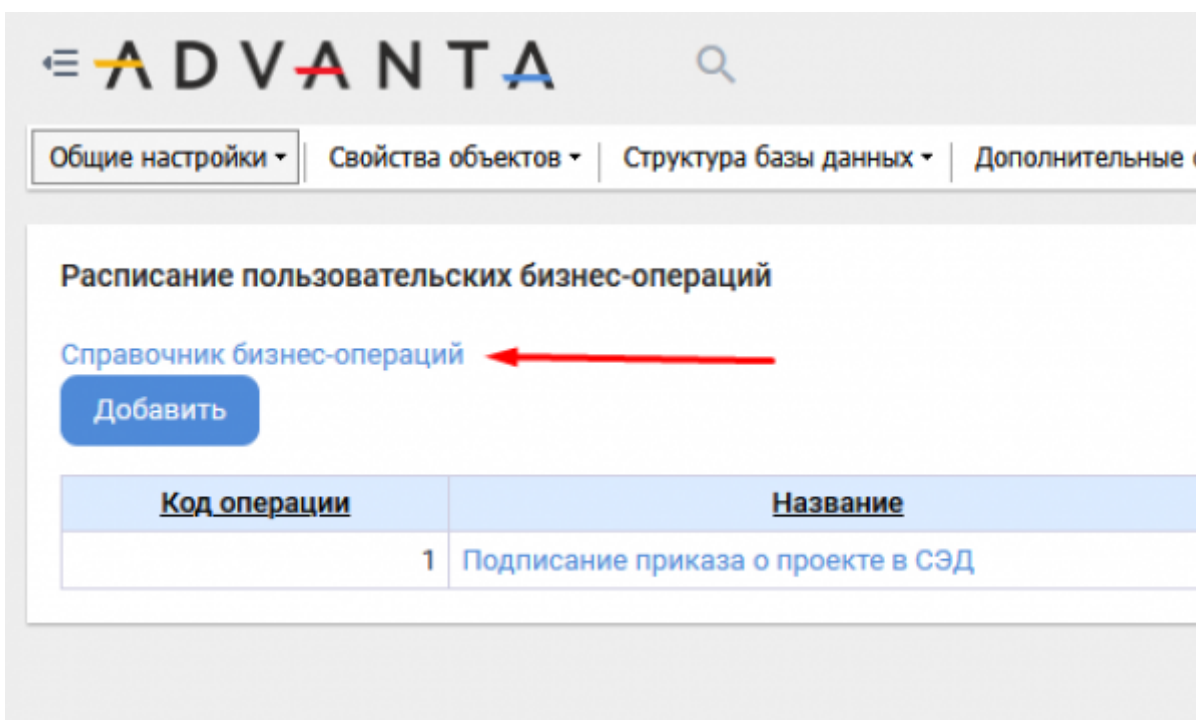 ADVANTA
Общие настройки Свойства объектов Структура базы данных Дополнительные
Расписание пользовательских бизнес-операций
Справочник бизнес-операций
Добавить
Код операции Название
1 Подписание приказа о проекте в СЭД